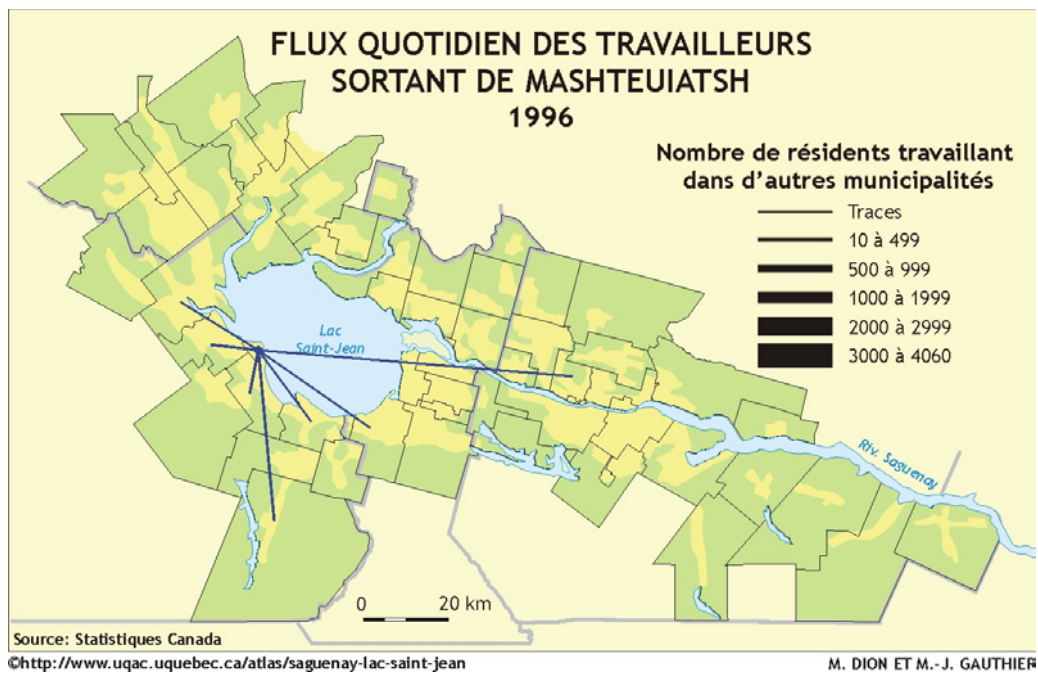 FLUX QUOTIDIEN DES TRAVAILLEURS
SORTANT DE MASHTEUIATSH
1996
Nombre de résidents travaillant
dans d'autres municipalités
Traces
10 à 499
500 à 999
1000 à 1999
2000 à 2999
3000 à 4060
Lac
Saint-Jean
Riv. Saguenay
0 20 km
Source: Statistiques Canada
©http://www.uqac.uquebec.ca/atlas/saguenay-lac-saint-jean
M. DION ET M.-J. GAUTHIER